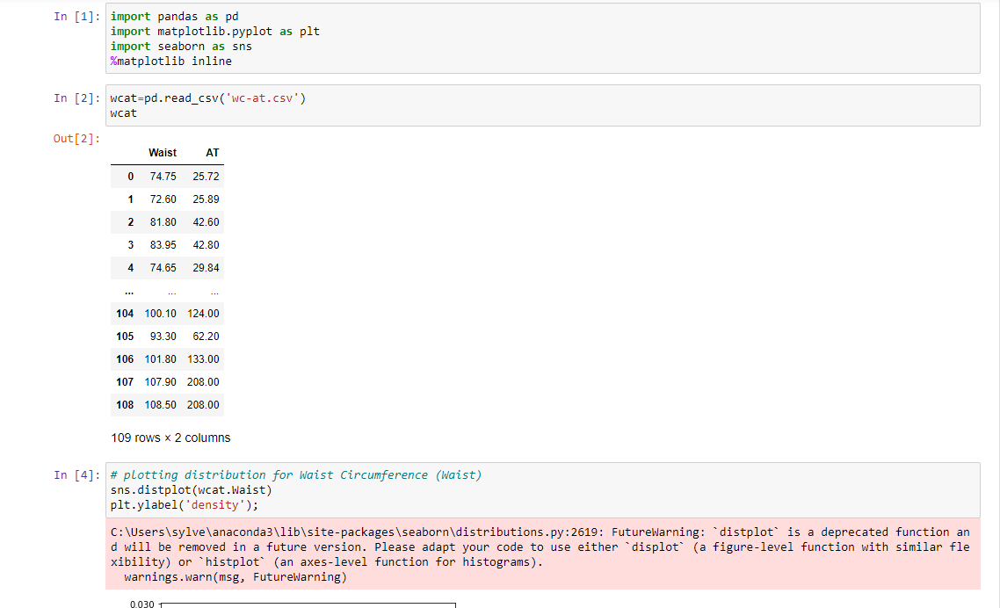 In [1]: import pandas as pd
import matplotlib.pyplot as plt
import seaborn as sns
%matplotlib inline
In [2]: wcat=pd.read_csv('wc-at.csv')
wcat
Out[2]:
Waist AT
0 74.75 25.72
1 72.60 25.89
2 81.80 42.60
3 83.95 42.80
4 74.65 29.84
... ... ...
104 100.10 124.00
105 93.30 62.20
106 101.80 133.00
107 107.90 208.00
108 108.50 208.00
109 rows × 2 columns
In [4]: # plotting distribution for Waist Circumference (Waist)
sns.distplot(wcat.Waist)
plt.ylabel('density');
C:\Users\sylve\anaconda3\lib\site-packages\seaborn\distributions.py:2619: FutureWarning: `distplot` is a deprecated function an
d will be removed in a future version. Please adapt your code to use either `displot` (a figure-level function with similar fle
xibility) or `histplot` (an axes-level function for histograms).
warnings.warn(msg, FutureWarning)
0.030